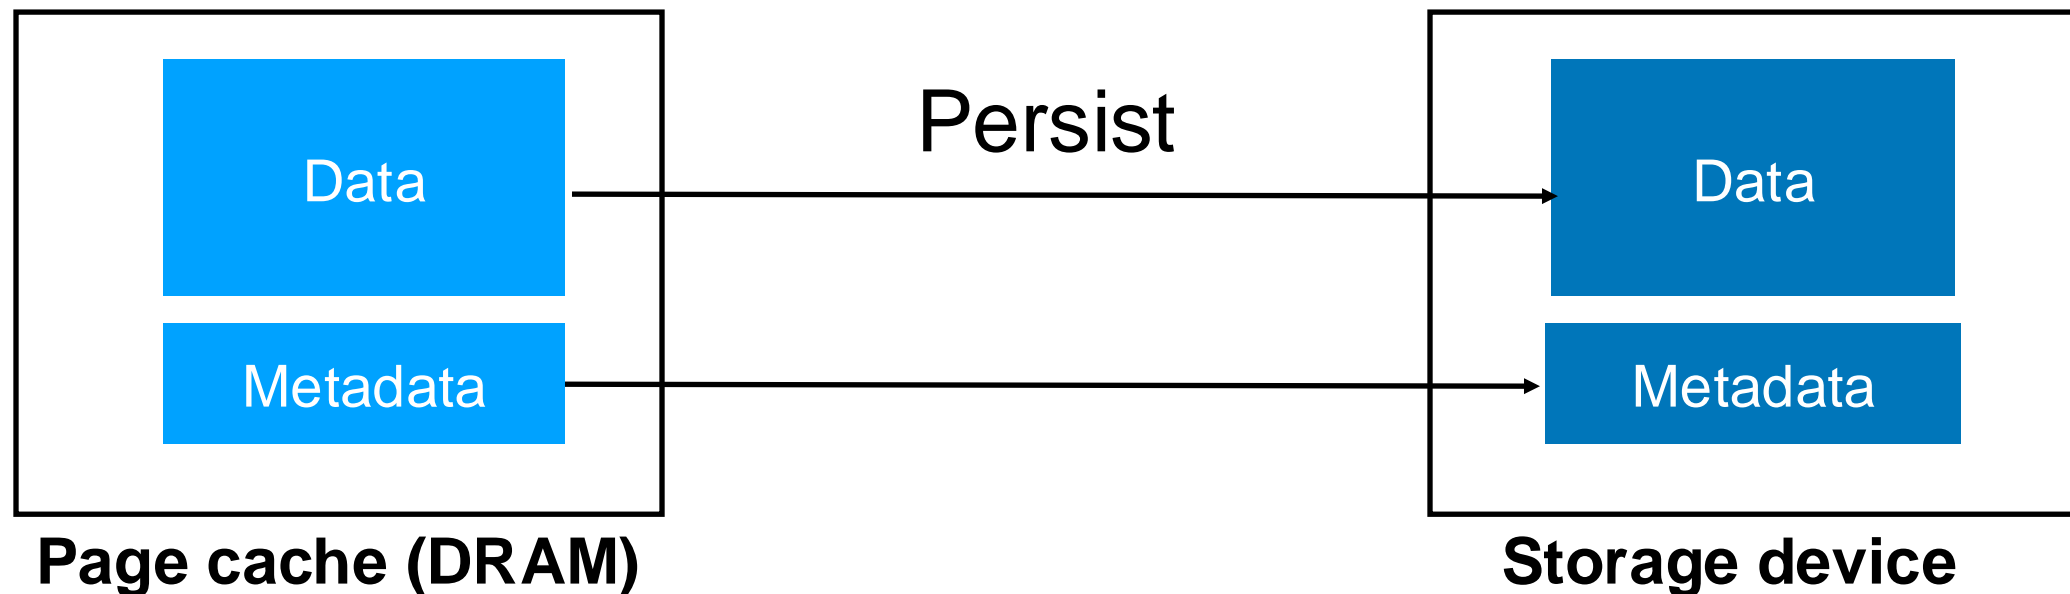 Persist
Data
Data
Metadata
Metadata
Page cache (DRAM)
Storage device